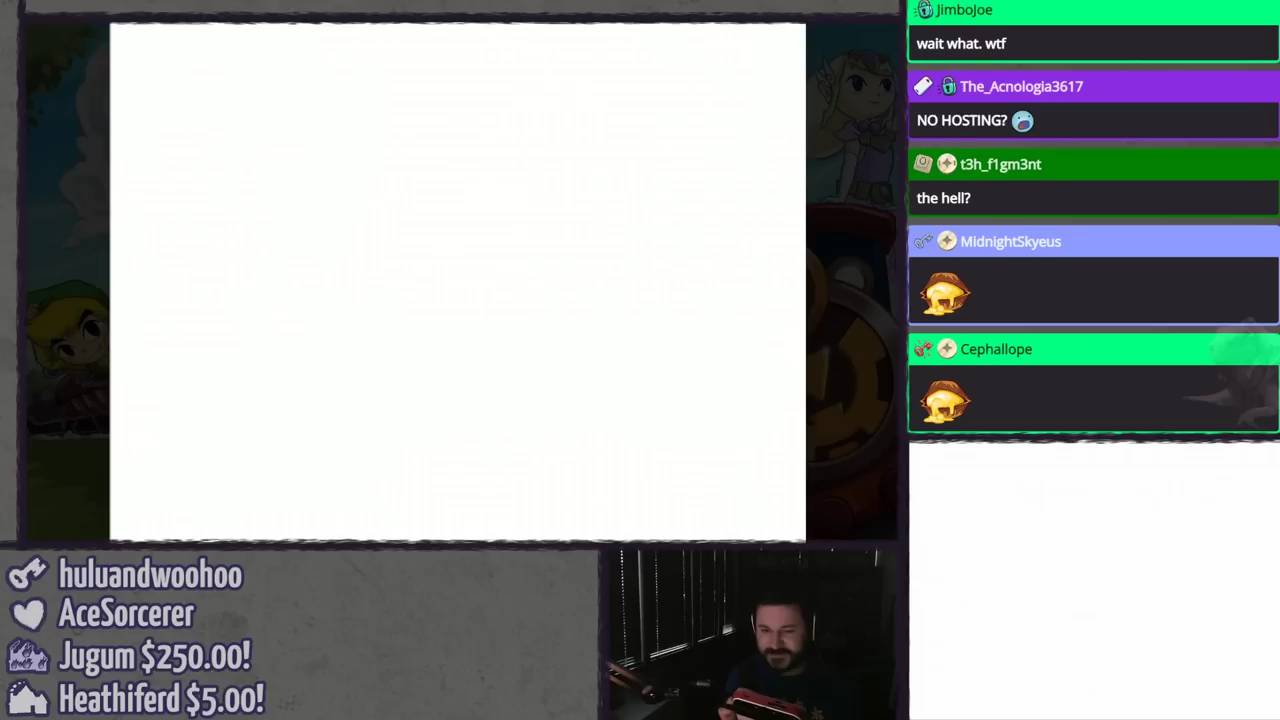 JimboJoe
wait what. wtf
The_Acnologia3617
NO HOSTING?
t3h_f1gm3nt
the hell?
MidnightSkyeus
Cephallope
huluandwoohoo
AceSorcerer
Jugum $250.00!
Heathiferd $5.00!